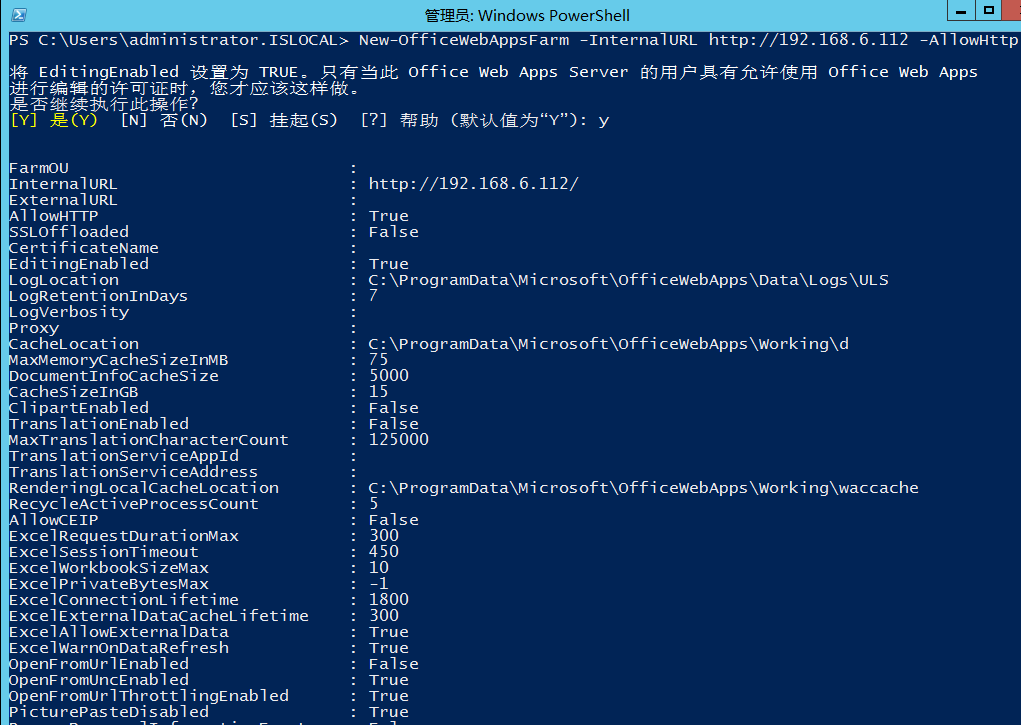 管理员: Windows PowerShell
PS C:\Users\administrator.ISLOCAL> New-OfficeWebAppsFarm -InternalURL http://192.168.6.112 -AllowHttp
将 EditingEnabled 设置为 TRUE。只有当此 Office Web Apps Server 的用户具有允许使用 Office Web Apps
进行编辑的许可证时，您才应该这样做。
是否继续执行此操作?
[Y] 是(Y)  [N] 否(N)  [S] 挂起(S)  [?] 帮助 (默认值为“Y”): y
FarmOU :
InternalURL : http://192.168.6.112/
ExternalURL :
AllowHTTP : True
SSLOffloaded : False
CertificateName :
EditingEnabled : True
LogLocation : C:\ProgramData\Microsoft\OfficeWebApps\Data\Logs\ULS
LogRetentionInDays : 7
LogVerbosity :
Proxy :
CacheLocation : C:\ProgramData\Microsoft\OfficeWebApps\Working\d
MaxMemoryCacheSizeInMB : 75
DocumentInfoCacheSize : 5000
CacheSizeInGB : 15
ClipartEnabled : False
TranslationEnabled : False
MaxTranslationCharacterCount : 125000
TranslationServiceAppId :
TranslationServiceAddress :
RenderingLocalCacheLocation : C:\ProgramData\Microsoft\OfficeWebApps\Working\waccache
RecycleActiveProcessCount : 5
AllowCEIP : False
ExcelRequestDurationMax : 300
ExcelSessionTimeout : 450
ExcelWorkbookSizeMax : 10
ExcelPrivateBytesMax : -1
ExcelConnectionLifetime : 1800
ExcelExternalDataCacheLifetime : 300
ExcelAllowExternalData : True
ExcelWarnOnDataRefresh : True
OpenFromUrlEnabled : False
OpenFromUncEnabled : True
OpenFromUrlThrottlingEnabled : True
PicturePasteDisabled : True